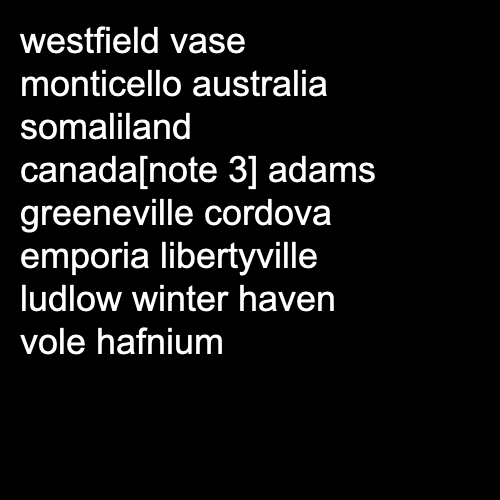 westfield vase
monticello australia
somaliland
canada[note 3] adams
greeneville cordova
emporia libertyville
ludlow winter haven
vole hafnium